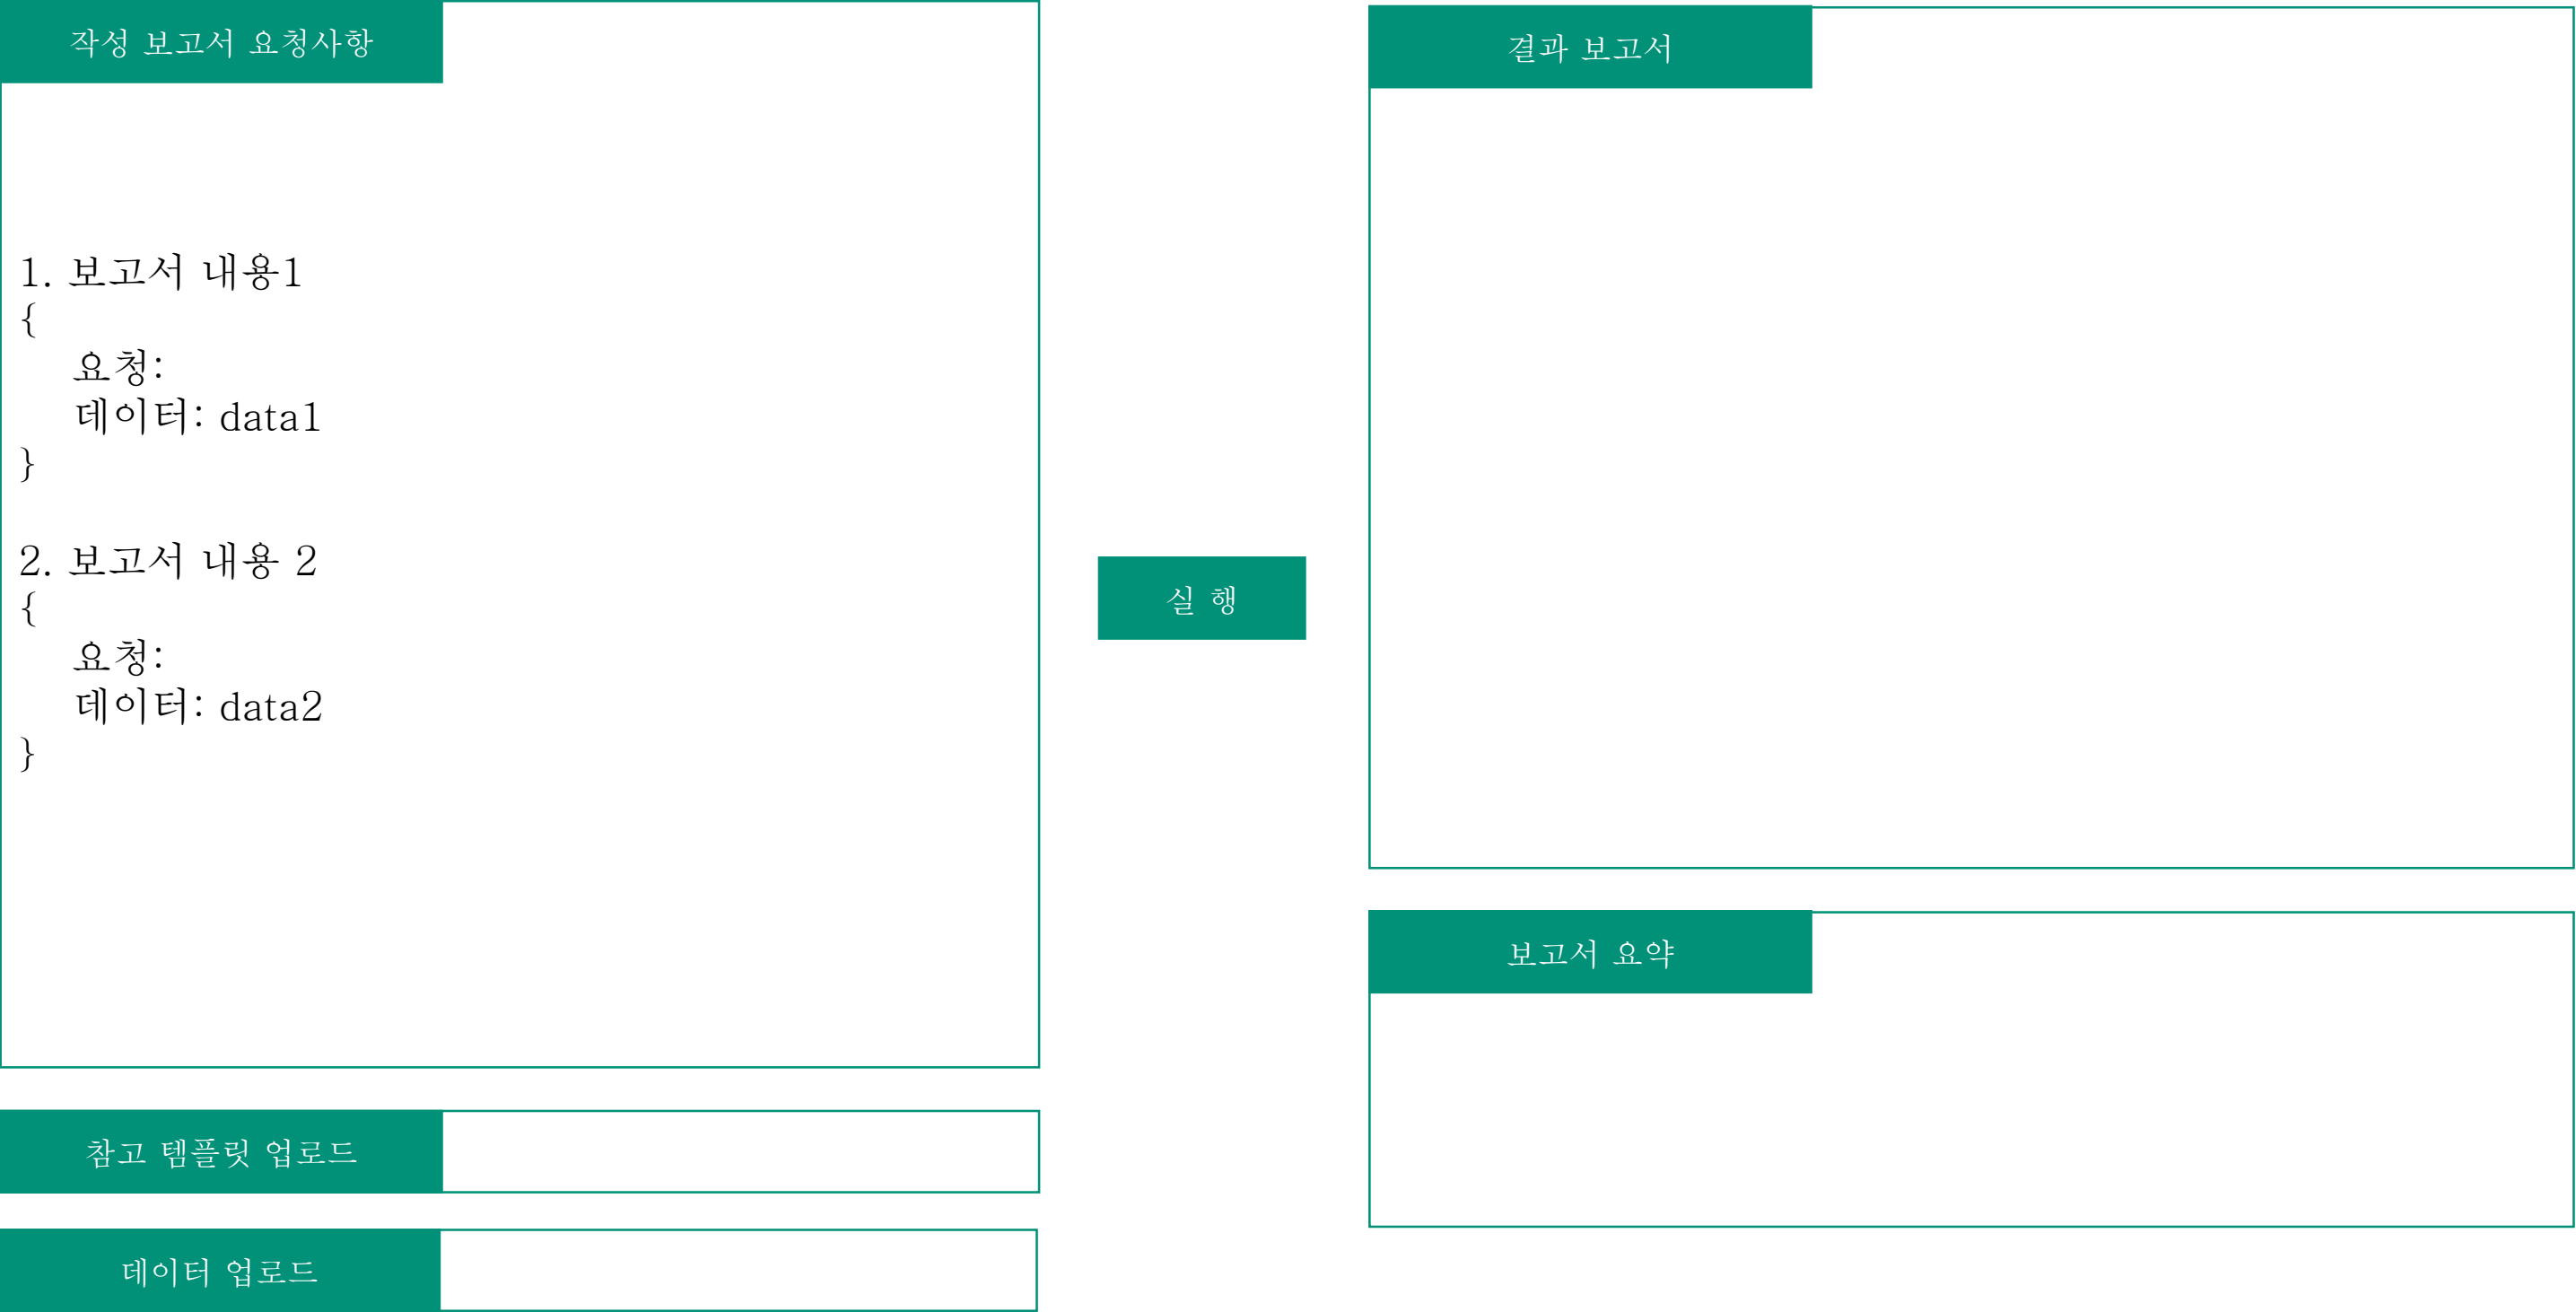 작성 보고서 요청사항
1. 보고서 내용1
{
요청:
데이터: data1
}
2. 보고서 내용 2
{
요청:
데이터: data2
}
참고 템플릿 업로드
데이터 업로드
실 행
결과 보고서
보고서 요약